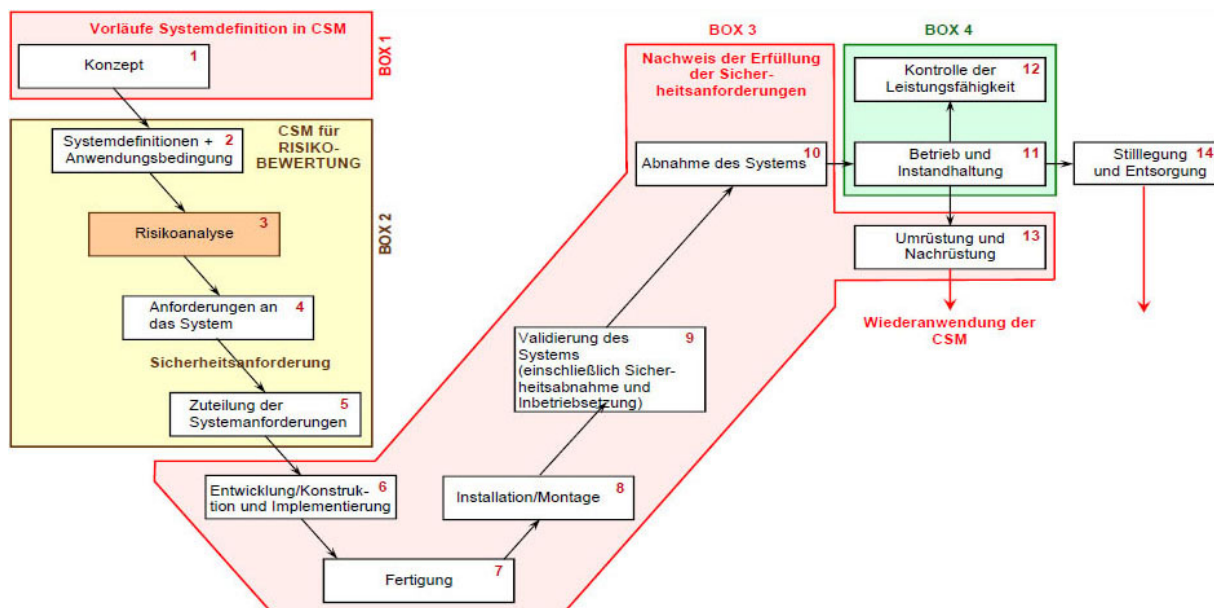 Vorläufe Systemdefinition in CSM
BOX 1
1
Konzept
2
Systemdefinitionen +
Anwendungsbedingung
CSM für
RISIKO-
BEWERTUNG
BOX 2
3
Risikoanalyse
4
Anforderungen an
das System
Sicherheitsanforderung
5
Zuteilung der
Systemanforderungen
6
Entwicklung/Konstruk-
tion und Implementierung
7
Fertigung
8
Installation/Montage
9
Validierung des
Systems
(einschließlich Sicher-
heitsabnahme und
Inbetriebsetzung)
BOX 3
Nachweis der Erfüllung
der Sicher-
heitsanforderungen
10
Abnahme des Systems
BOX 4
12
Kontrolle der
Leistungsfähigkeit
11
Betrieb und
Instandhaltung
13
Umrüstung und
Nachrüstung
Wiederanwendung der
CSM
14
Stilllegung
und Entsorgung